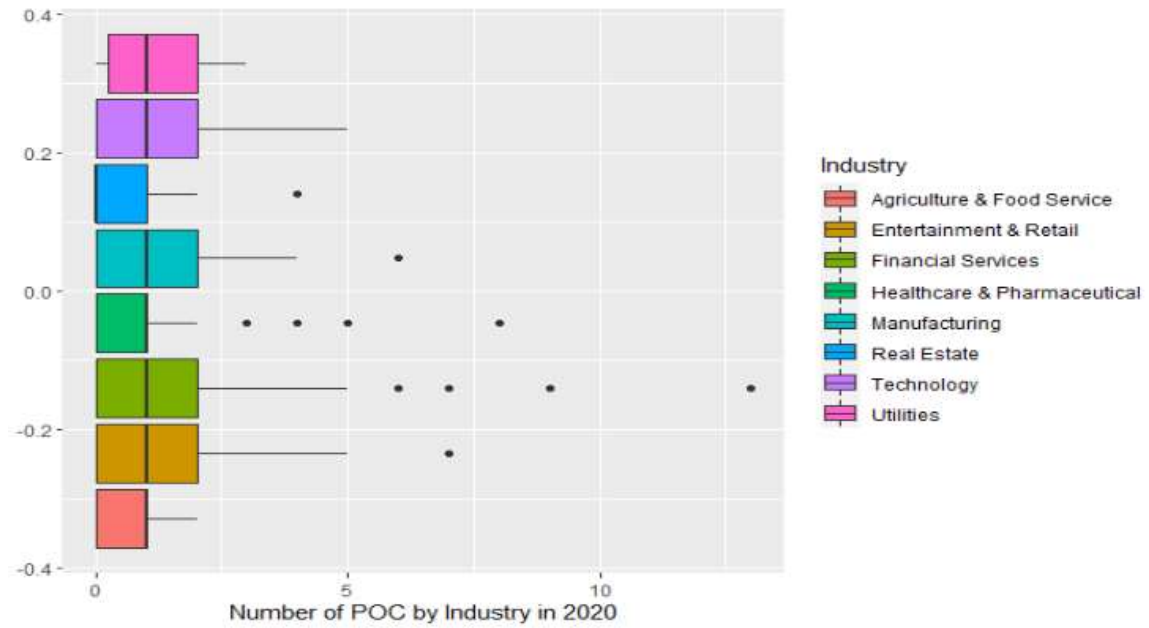 0.4
0.2
0.0
-0.2
-0.4
0
5
10
Number of POC by Industry in 2020
Industry
Agriculture & Food Service
Entertainment & Retail
Financial Services
Healthcare & Pharmaceutical
Manufacturing
Real Estate
Technology
Utilities